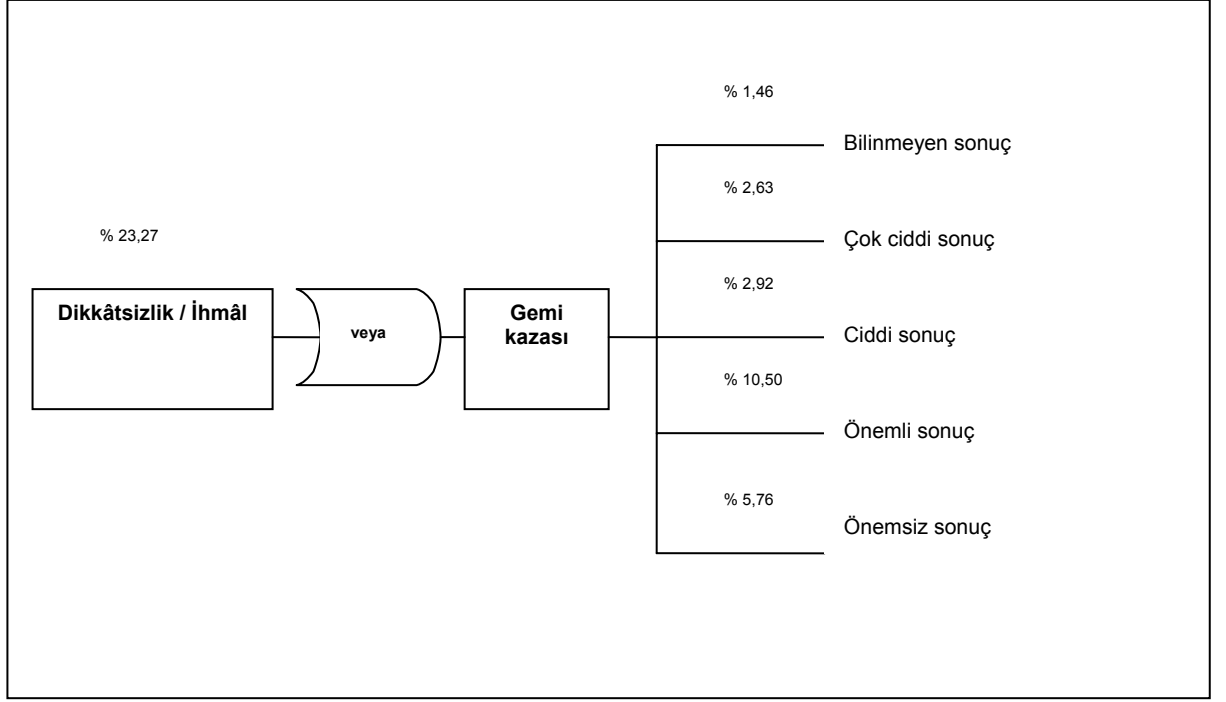 % 1,46
Bilinmeyen sonuç
% 2,63
Çok ciddi sonuç
% 23,27
% 2,92
Dikkâtsizlik / İhmâl
veya
Gemi
kazası
Ciddi sonuç
% 10,50
Önemli sonuç
% 5,76
Önemsiz sonuç